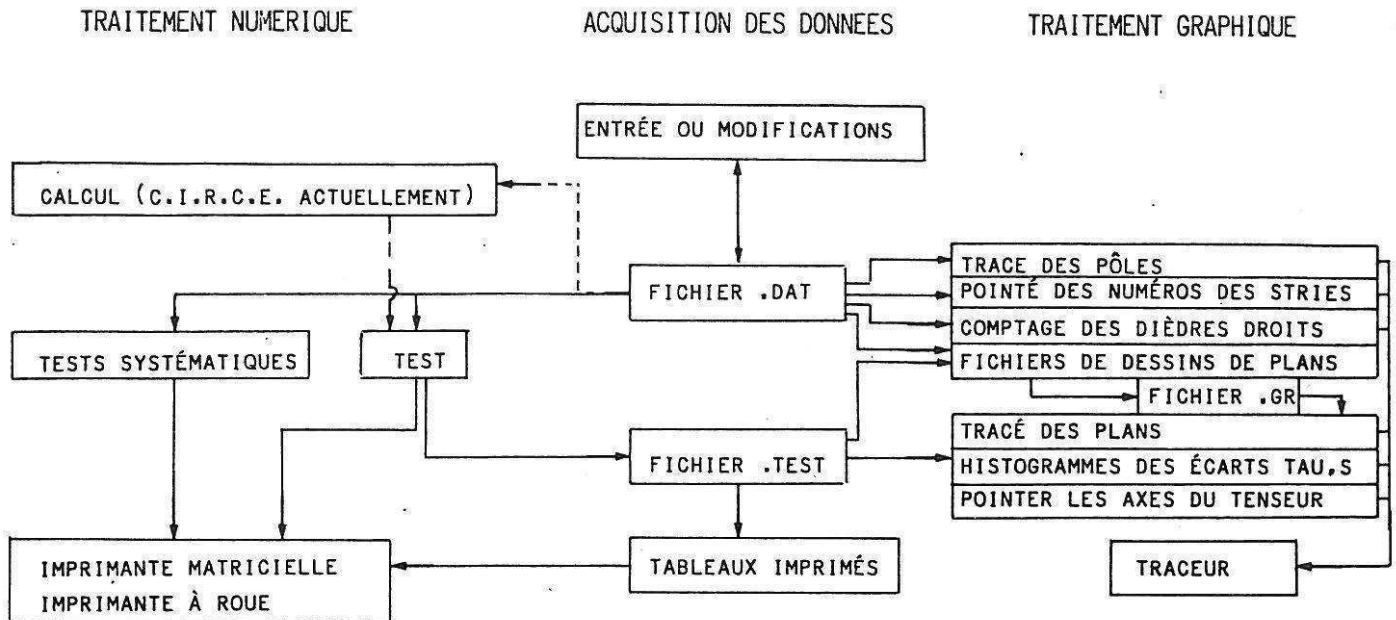 TRAITEMENT NUMERIQUE
ACQUISITION DES DONNEES
TRAITEMENT GRAPHIQUE
ENTRÉE OU MODIFICATIONS
CALCUL (C.I.R.C.E. ACTUELLEMENT)
FICHIER .DAT
TRACE DES PÔLES
POINTÉ DES NUMÉROS DES STRIES
COMPTAGE DES DIÈDRES DROITS
FICHIERS DE DESSINS DE PLANS
TESTS SYSTÉMATIQUES
TEST
FICHIER .GR
TRACÉ DES PLANS
HISTOGRAMMES DES ÉCARTS TAU,S
POINTER LES AXES DU TENSEUR
FICHIER .TEST
IMPRIMANTE MATRICIELLE
IMPRIMANTE À ROUE
TABLEAUX IMPRIMÉS
TRACEUR